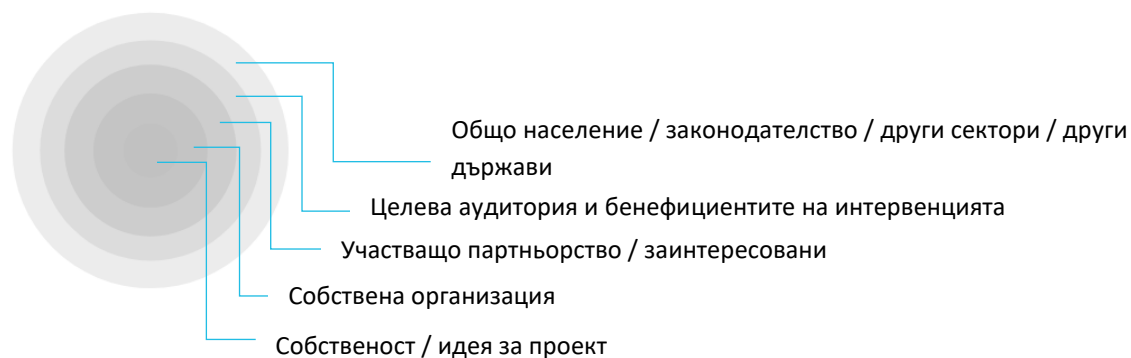 Общо население / законодателство / други сектори / други
държави
Целева аудитория и бенефициентите на интервенцията
Участващо партньорство / заинтересовани
Собствена организация
Собственост / идея за проект